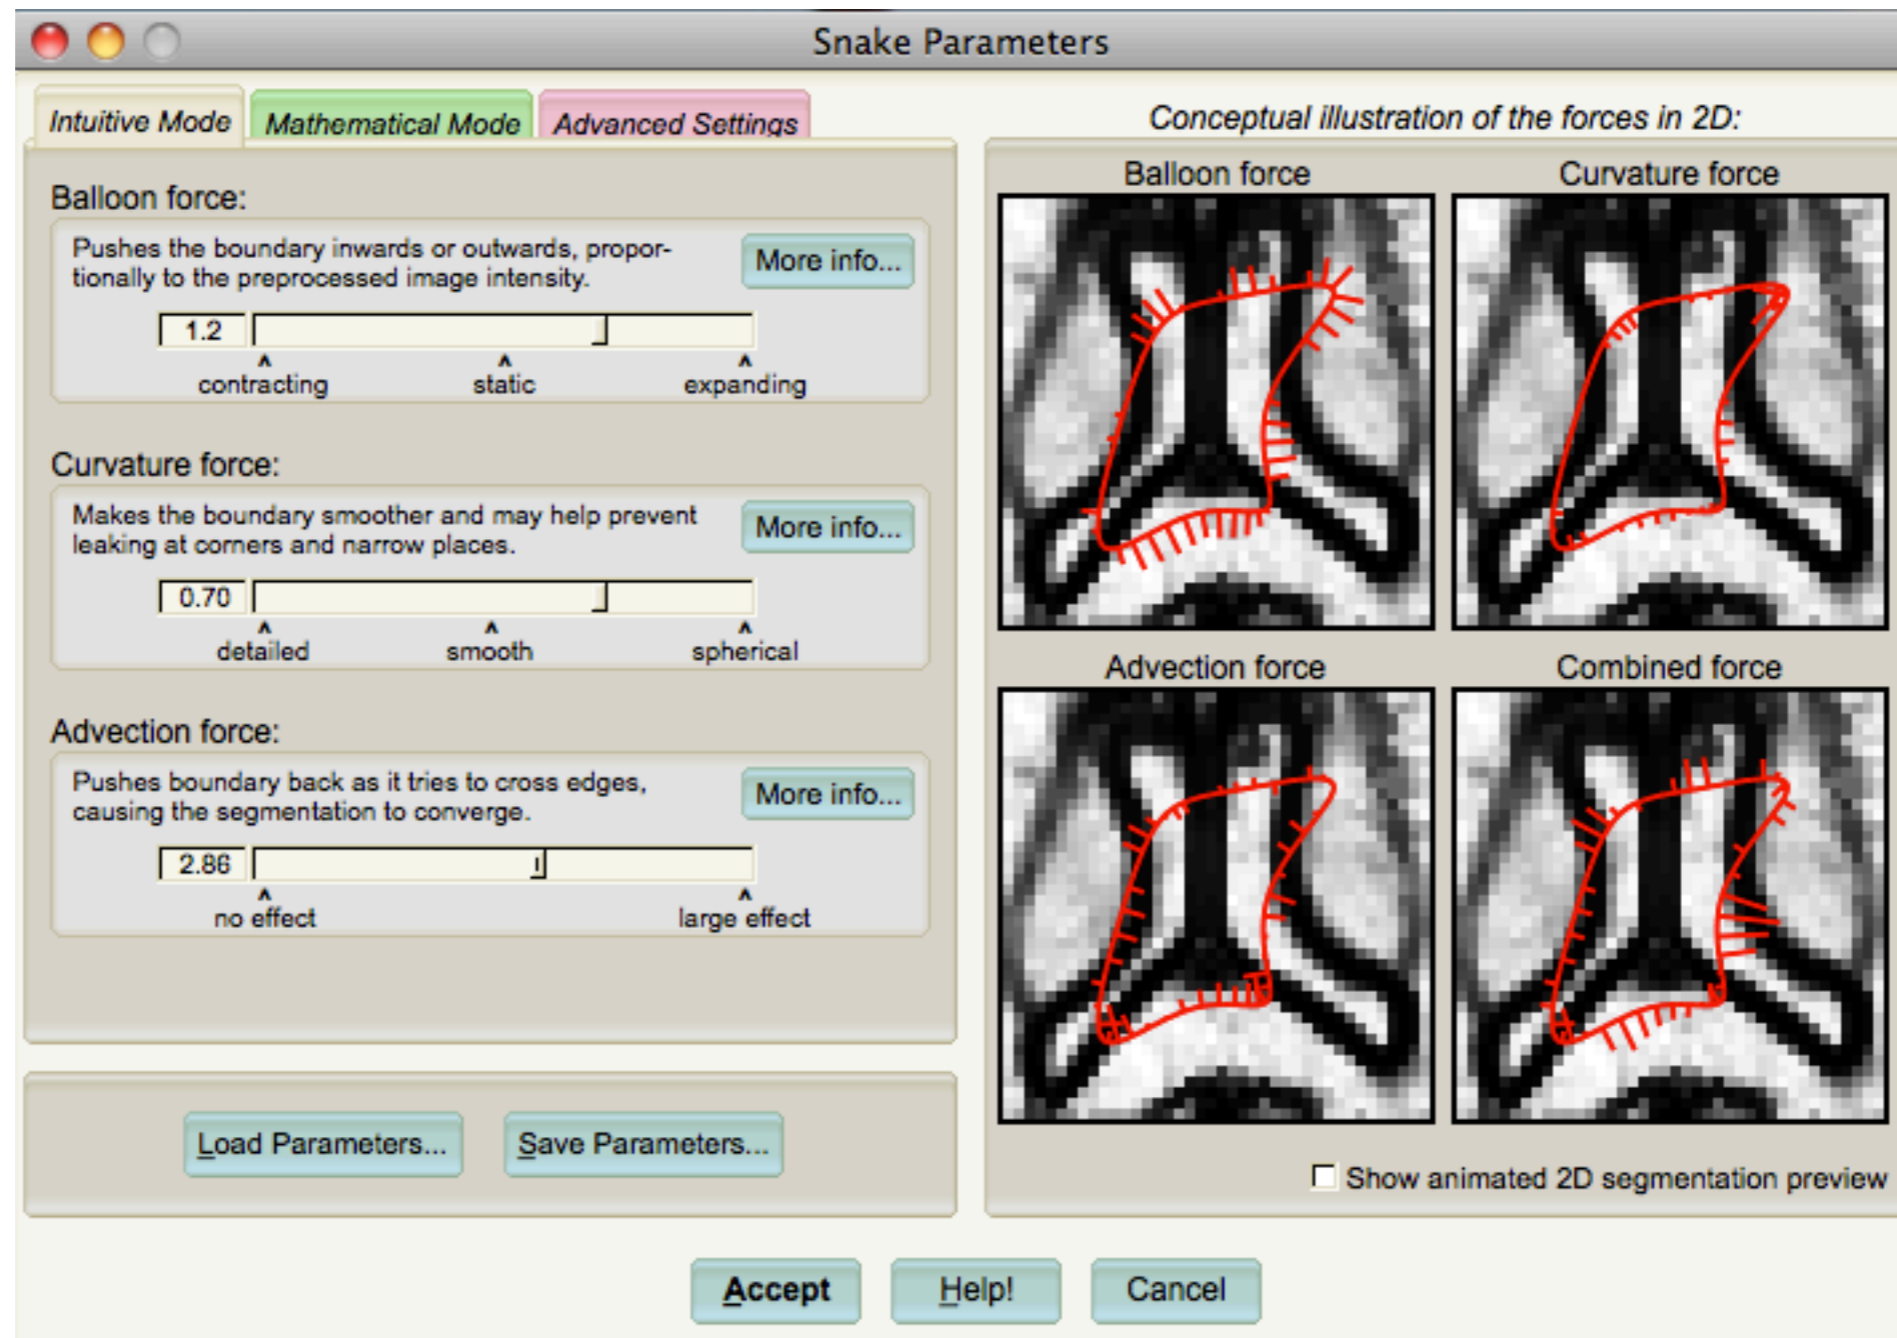 Snake Parameters
Intuitive Mode
Mathematical Mode
Advanced Settings
Balloon force:
Pushes the boundary inwards or outwards, propor-
tionally to the preprocessed image intensity.
More info...
1.2
^ ^ ^
contracting static expanding
Curvature force:
Makes the boundary smoother and may help prevent
leaking at corners and narrow places.
More info...
0.70
^ ^ ^
detailed smooth spherical
Advection force:
Pushes boundary back as it tries to cross edges,
causing the segmentation to converge.
More info...
2.86
^ ^
no effect large effect
Load Parameters...
Save Parameters...
Conceptual illustration of the forces in 2D:
Balloon force
Curvature force
Advection force
Combined force
Show animated 2D segmentation preview
Accept
Help!
Cancel